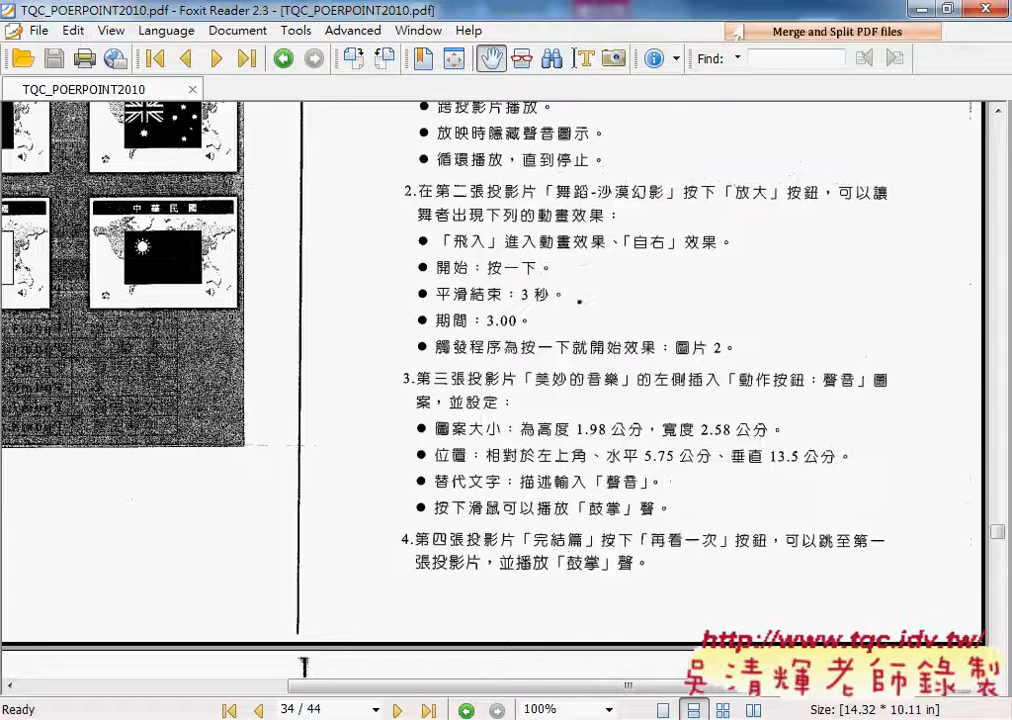 TQC_POERPOINT2010.pdf - Foxit Reader 2.3 - [TQC_POERPOINT2010.pdf]
File Edit View Language Document Tools Advanced Window Help
Merge and Split PDF files
Find:
TQC_POERPOINT2010
跨投影片播放。
放映時隱藏聲音圖示。
循環播放，直到停止。
2.在第二張投影片「舞蹈-沙漠幻影」按下「放大」按鈕，可以讓
舞者出現下列的動畫效果：
「飛入」進入動畫效果、「自右」效果。
開始：按一下。
平滑結束：3 秒。
期間：3.00。
觸發程序為按一下就開始效果：圖片 2。
3.第三張投影片「美妙的音樂」的左側插入「動作按鈕：聲音」圖
案，並設定：
圖案大小：為高度 1.98 公分，寬度 2.58 公分。
位置：相對於左上角、水平 5.75 公分、垂直 13.5 公分。
替代文字：描述輸入「聲音」。
按下滑鼠可以播放「鼓掌」聲。
4.第四張投影片「完結篇」按下「再看一次」按鈕，可以跳至第一
張投影片，並播放「鼓掌」聲。
中華民國
http://www.tqc.idv.tw/
吳清輝老師錄製
Ready
34 / 44
100%
Size: [14.32 * 10.11 in]